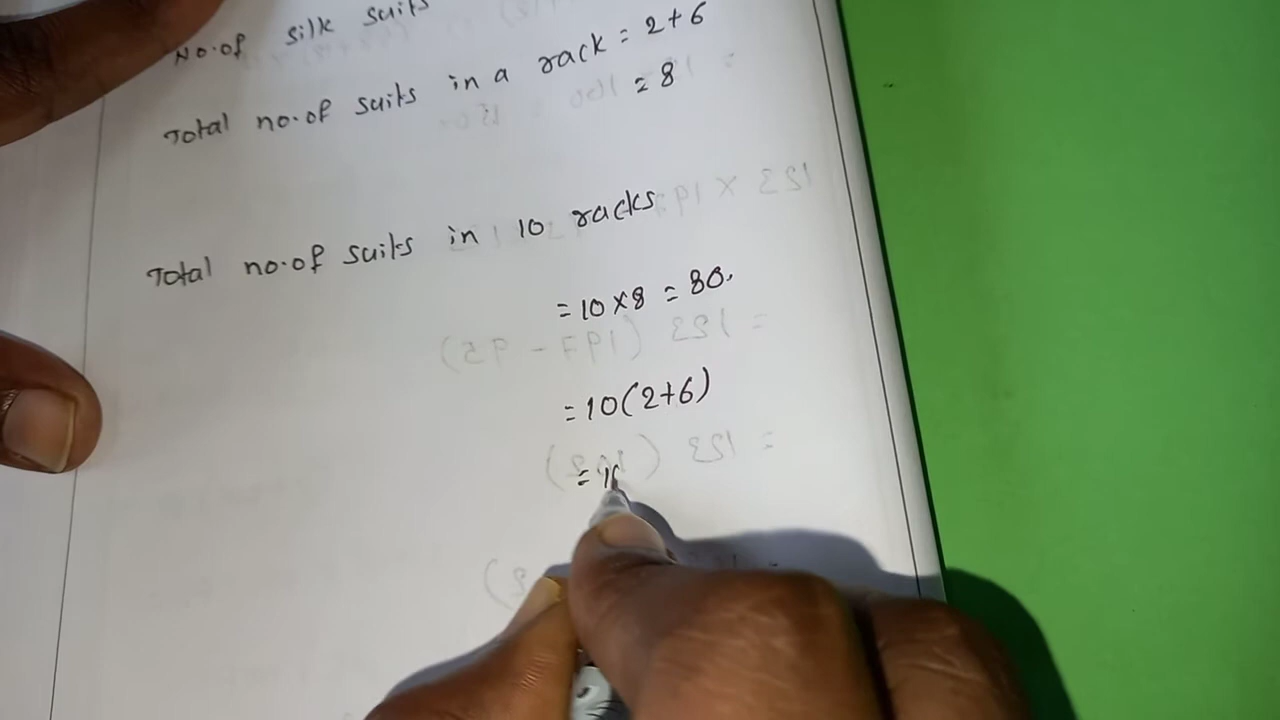 No.of silk suits
Total no.of suits in a rack = 2+6
= 8
Total no.of suits in 10 racks
= 10 × 8 = 80.
= 10(2+6)
= 10